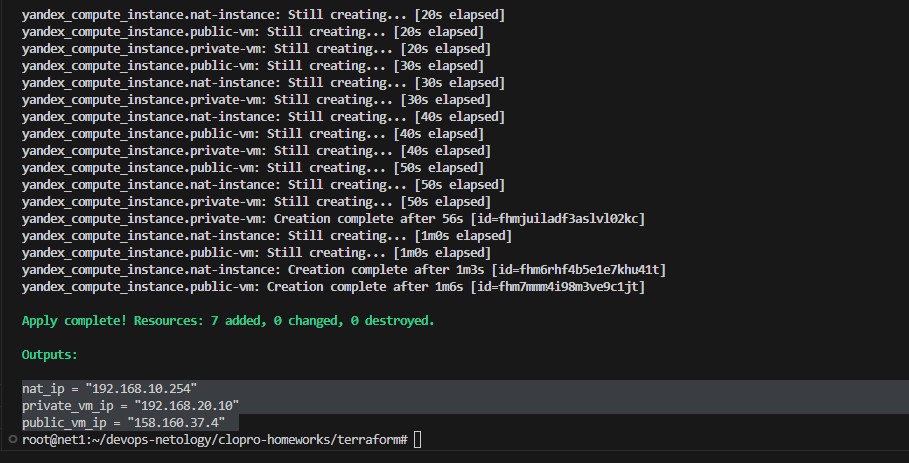 yandex_compute_instance.nat-instance: Still creating... [20s elapsed]
yandex_compute_instance.public-vm: Still creating... [20s elapsed]
yandex_compute_instance.private-vm: Still creating... [20s elapsed]
yandex_compute_instance.public-vm: Still creating... [30s elapsed]
yandex_compute_instance.nat-instance: Still creating... [30s elapsed]
yandex_compute_instance.private-vm: Still creating... [30s elapsed]
yandex_compute_instance.nat-instance: Still creating... [40s elapsed]
yandex_compute_instance.public-vm: Still creating... [40s elapsed]
yandex_compute_instance.private-vm: Still creating... [40s elapsed]
yandex_compute_instance.public-vm: Still creating... [50s elapsed]
yandex_compute_instance.nat-instance: Still creating... [50s elapsed]
yandex_compute_instance.private-vm: Still creating... [50s elapsed]
yandex_compute_instance.private-vm: Creation complete after 56s [id=fhmjuiladf3aslvl02kc]
yandex_compute_instance.nat-instance: Still creating... [1m0s elapsed]
yandex_compute_instance.public-vm: Still creating... [1m0s elapsed]
yandex_compute_instance.nat-instance: Creation complete after 1m3s [id=fhm6rhf4b5e1e7khu41t]
yandex_compute_instance.public-vm: Creation complete after 1m6s [id=fhm7mmm4i98m3ve9c1jt]
Apply complete! Resources: 7 added, 0 changed, 0 destroyed.
Outputs:
nat_ip = "192.168.10.254"
private_vm_ip = "192.168.20.10"
public_vm_ip = "158.160.37.4"
root@net1:~/devops-netology/clopro-homeworks/terraform#